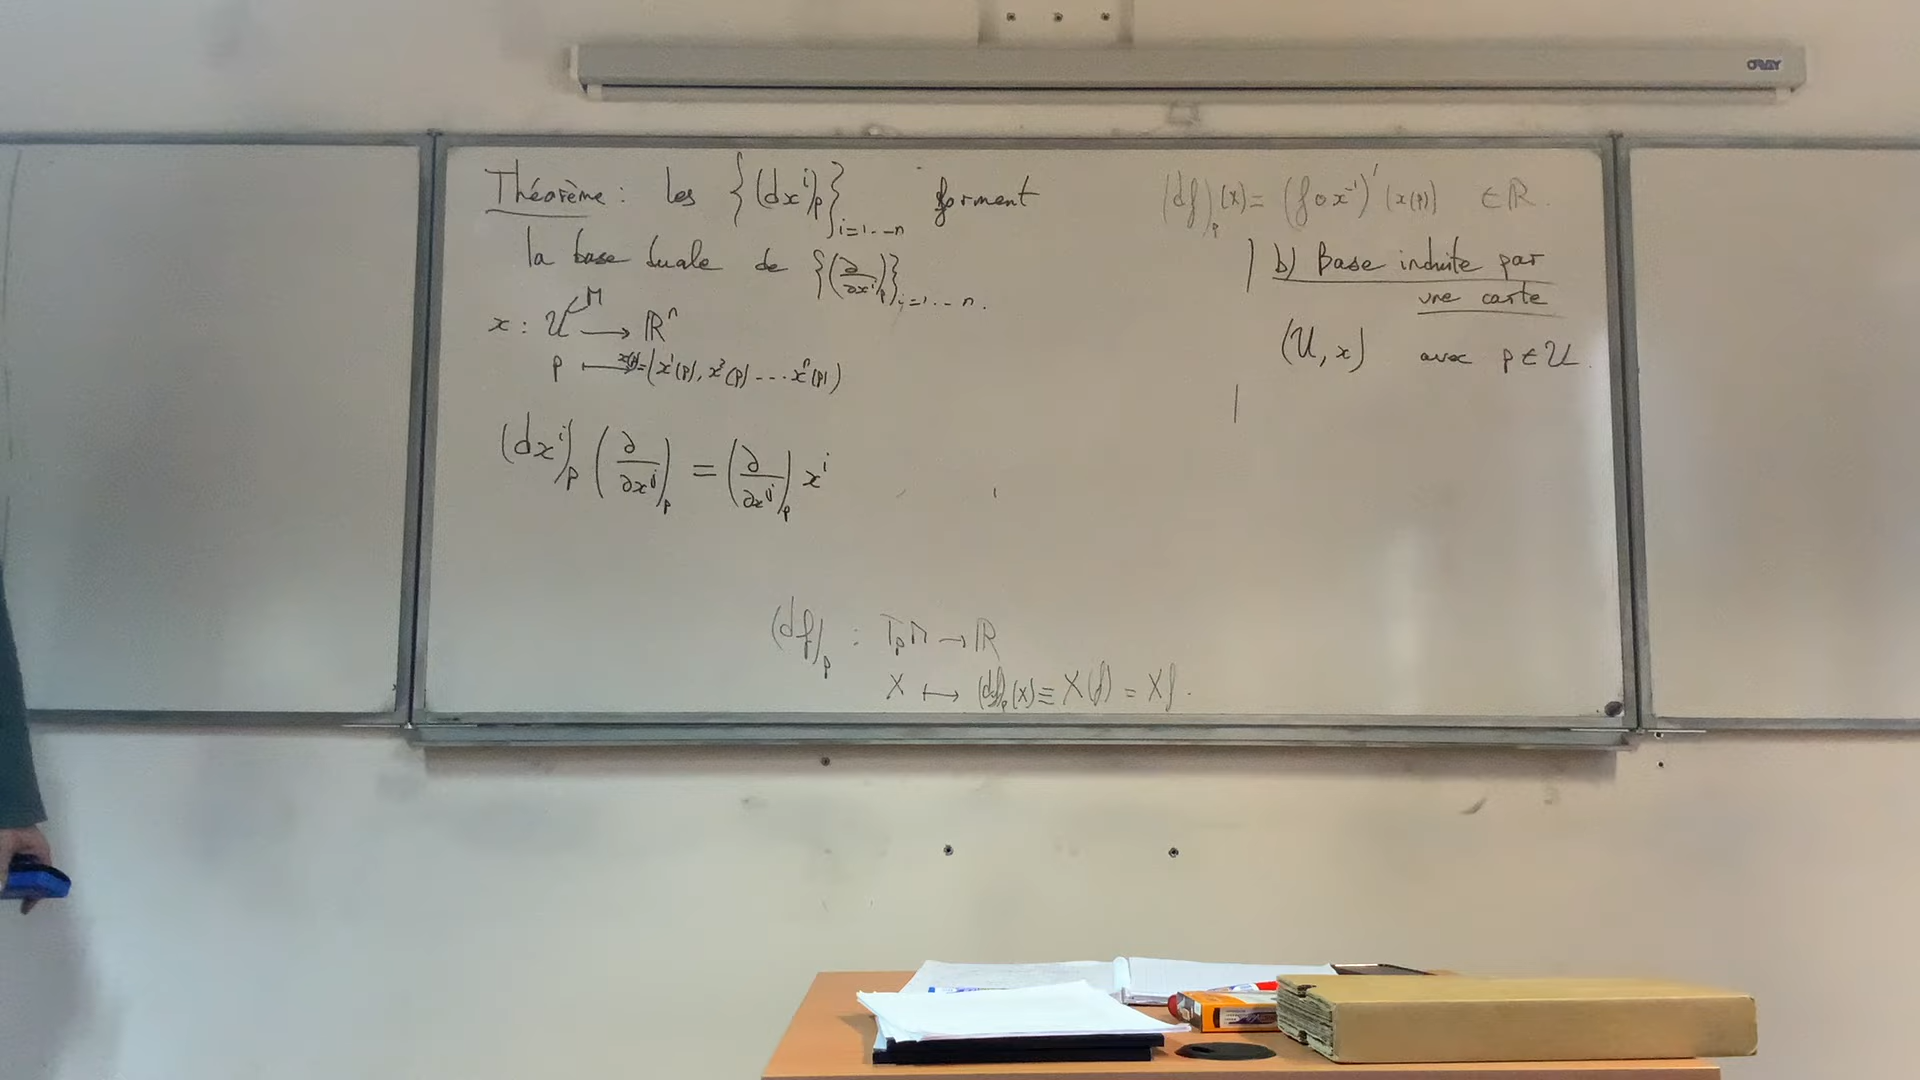 Théorème : les {(dx^i)_p}_{i=1...n} forment
la base duale de {(∂/∂x^i)_p}_{i=1...n}.
x : U ⊂ M → ℝ^n
p ↦ x(p) = (x^1(p), x^2(p) .... x^n(p))
(dx^i)_p (∂/∂x^j)_p = (∂/∂x^j)_p x^i
(df)_p : T_pM → ℝ
X ↦ (df)_p(X) ≡ X(f) = Xf.
(df)_p(X) = (f∘x^{-1})'(x(p)) ∈ ℝ.
b) Base induite par
une carte
(U, x) avec p ∈ U.
ORAY